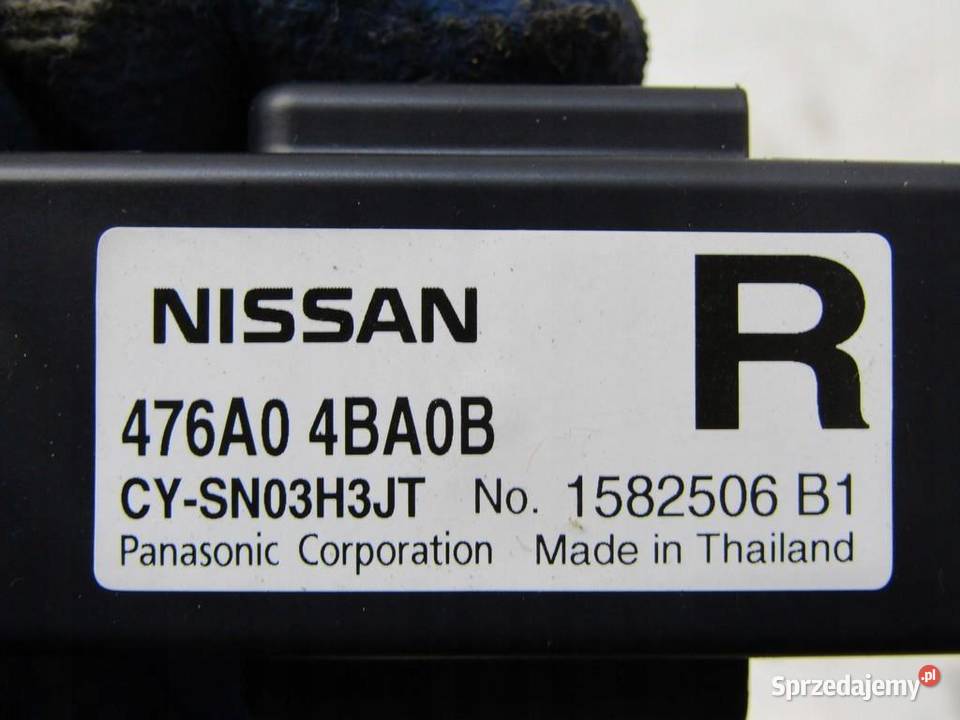 NISSAN
R
476A0 4BA0B
CY-SN03H3JT No. 1582506 B1
Panasonic Corporation Made in Thailand
Sprzedajemy.pl